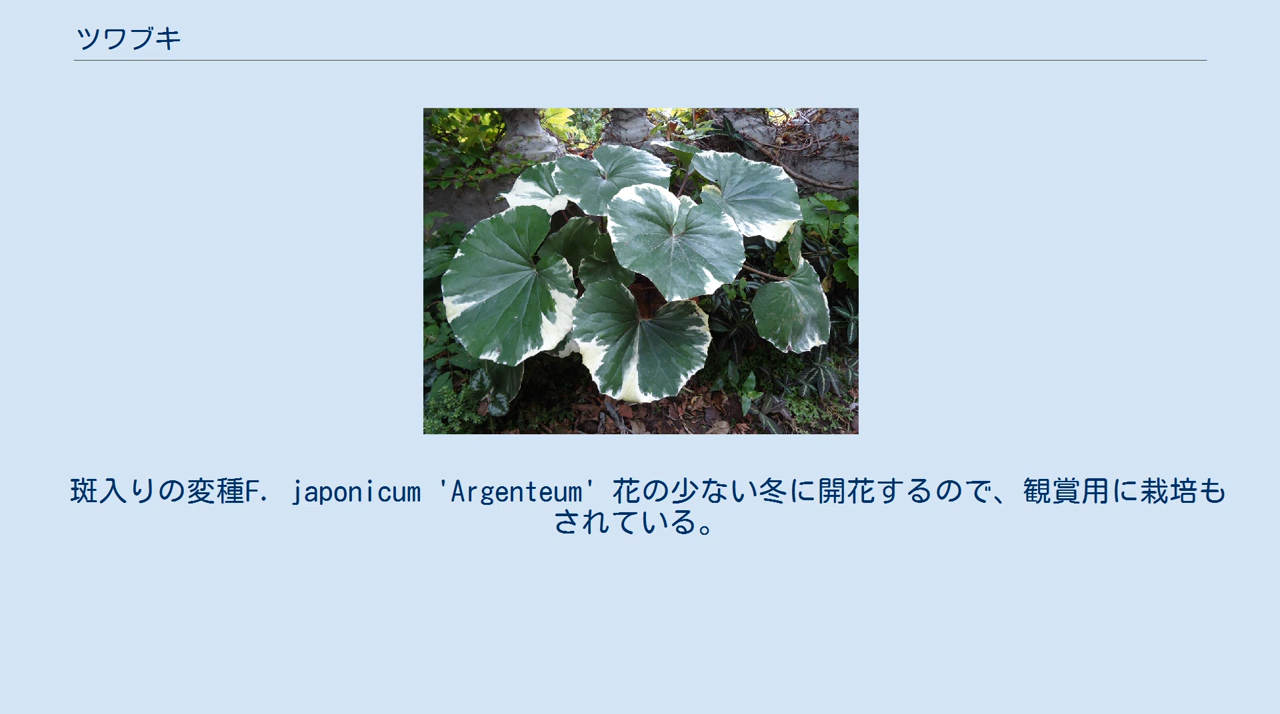 ツワブキ
斑入りの変種F. japonicum 'Argenteum' 花の少ない冬に開花するので、観賞用に栽培も
されている。